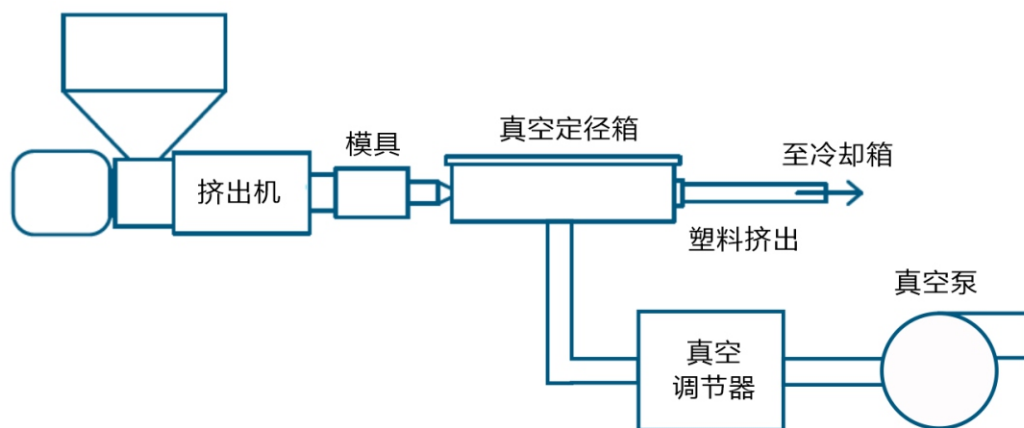 模具
真空定径箱
至冷却箱
挤出机
塑料挤出
真空泵
真空
调节器